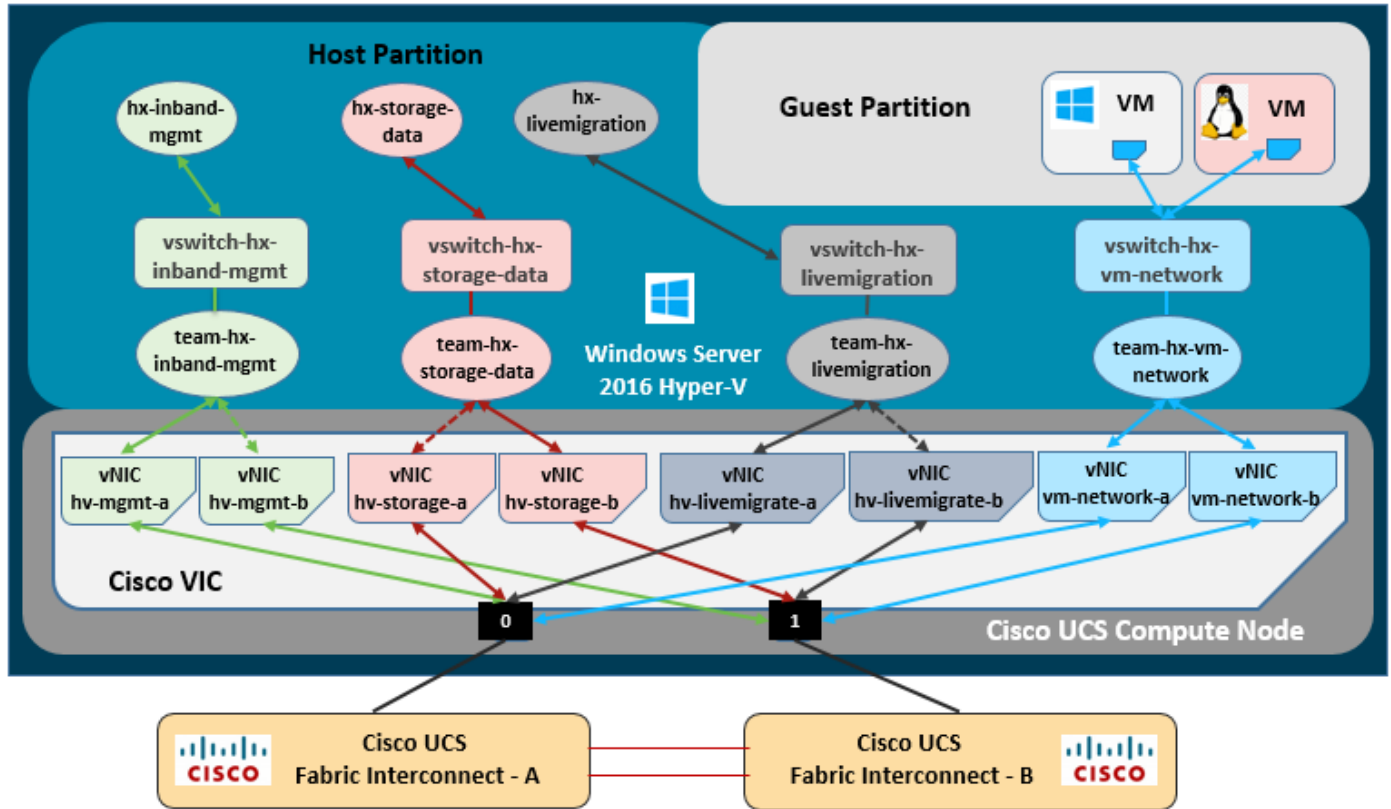 Host Partition
Guest Partition
hx-inband-
mgmt
hx-storage-
data
hx-
livemigration
VM
VM
vswitch-hx-
inband-mgmt
vswitch-hx-
storage-data
vswitch-hx-
livemigration
vswitch-hx-
vm-network
team-hx-
inband-mgmt
team-hx-
storage-data
Windows Server
2016 Hyper-V
team-hx-
livemigration
team-hx-vm-
network
vNIC
hv-mgmt-a
vNIC
hv-mgmt-b
vNIC
hv-storage-a
vNIC
hv-storage-b
vNIC
hv-livemigrate-a
vNIC
hv-livemigrate-b
vNIC
vm-network-a
vNIC
vm-network-b
Cisco VIC
0
1
Cisco UCS Compute Node
CISCO
Cisco UCS
Fabric Interconnect - A
Cisco UCS
Fabric Interconnect - B
CISCO